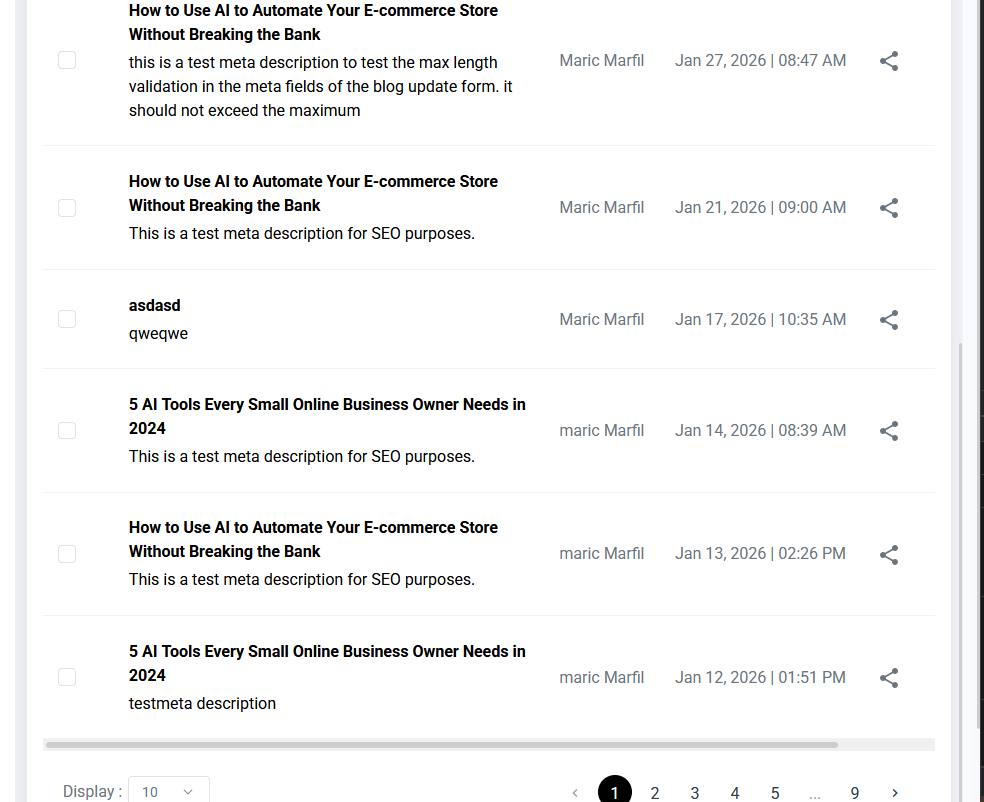 How to Use AI to Automate Your E-commerce Store
Without Breaking the Bank
this is a test meta description to test the max length
validation in the meta fields of the blog update form. it
should not exceed the maximum
Maric Marfil
Jan 27, 2026 | 08:47 AM
How to Use AI to Automate Your E-commerce Store
Without Breaking the Bank
This is a test meta description for SEO purposes.
Maric Marfil
Jan 21, 2026 | 09:00 AM
asdasd
qweqwe
Maric Marfil
Jan 17, 2026 | 10:35 AM
5 AI Tools Every Small Online Business Owner Needs in
2024
This is a test meta description for SEO purposes.
maric Marfil
Jan 14, 2026 | 08:39 AM
How to Use AI to Automate Your E-commerce Store
Without Breaking the Bank
This is a test meta description for SEO purposes.
maric Marfil
Jan 13, 2026 | 02:26 PM
5 AI Tools Every Small Online Business Owner Needs in
2024
testmeta description
maric Marfil
Jan 12, 2026 | 01:51 PM
Display : 10
‹ 1 2 3 4 5 ... 9 ›